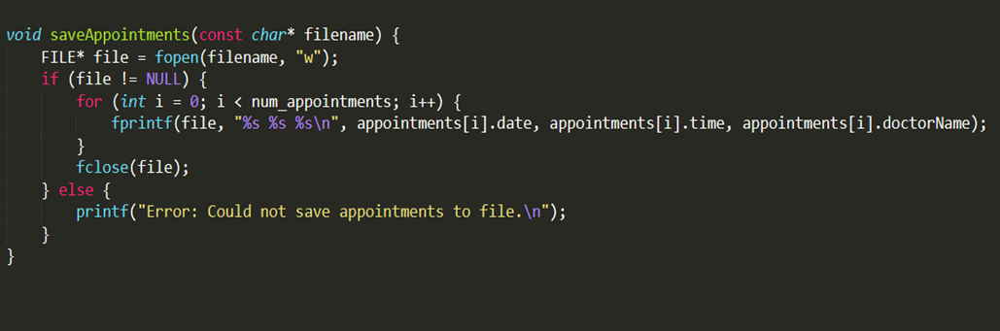 void saveAppointments(const char* filename) {
    FILE* file = fopen(filename, "w");
    if (file != NULL) {
        for (int i = 0; i < num_appointments; i++) {
            fprintf(file, "%s %s %s\n", appointments[i].date, appointments[i].time, appointments[i].doctorName);
        }
        fclose(file);
    } else {
        printf("Error: Could not save appointments to file.\n");
    }
}